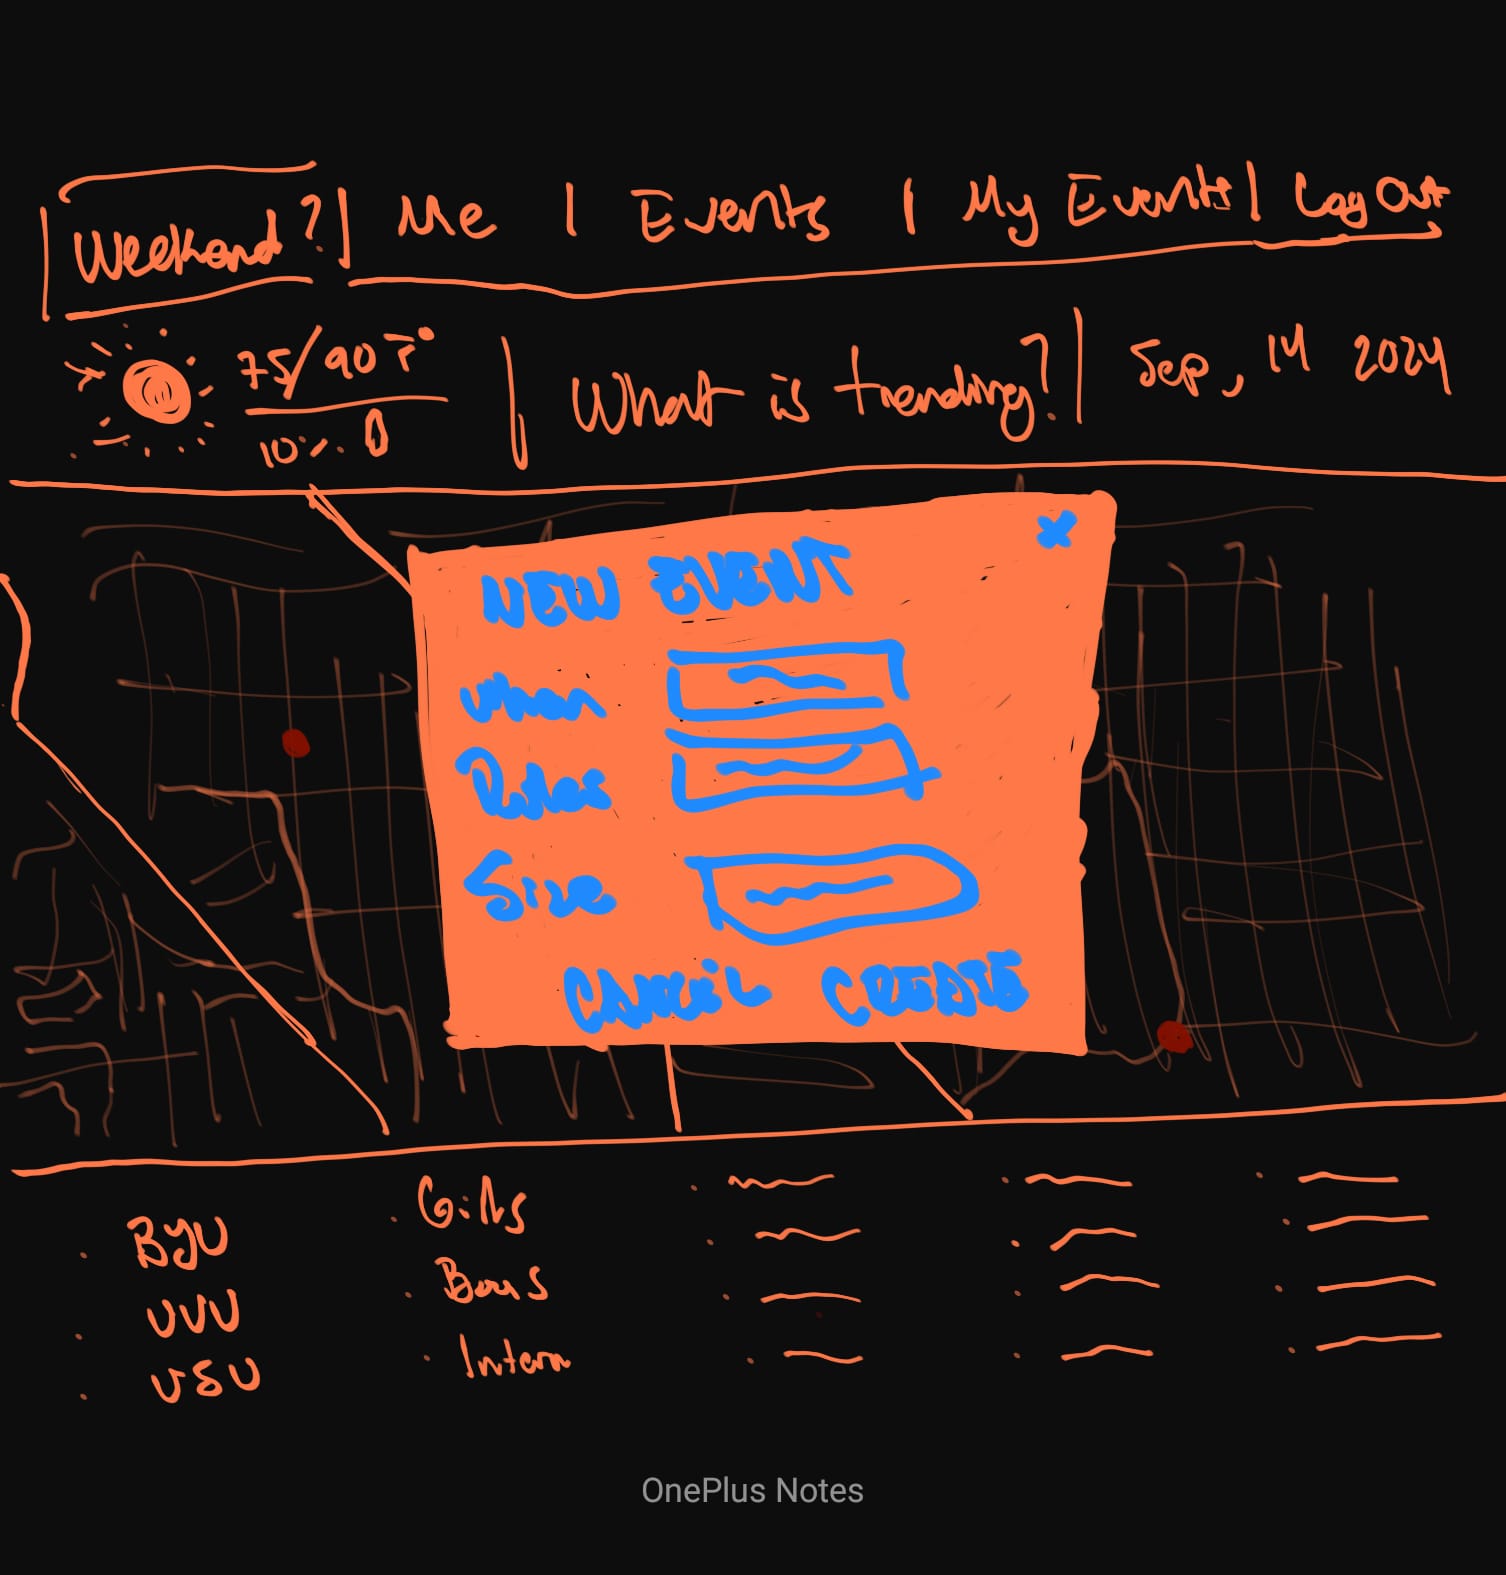 Weekend? | Me | Events | My Events | Log Out
75/90 F°
10%
What is trending?
Sep, 14 2024
NEW EVENT X
When
Rules
Size
CANCEL CREATE
BYU
UVU
USU
Girls
Boys
Intern
OnePlus Notes